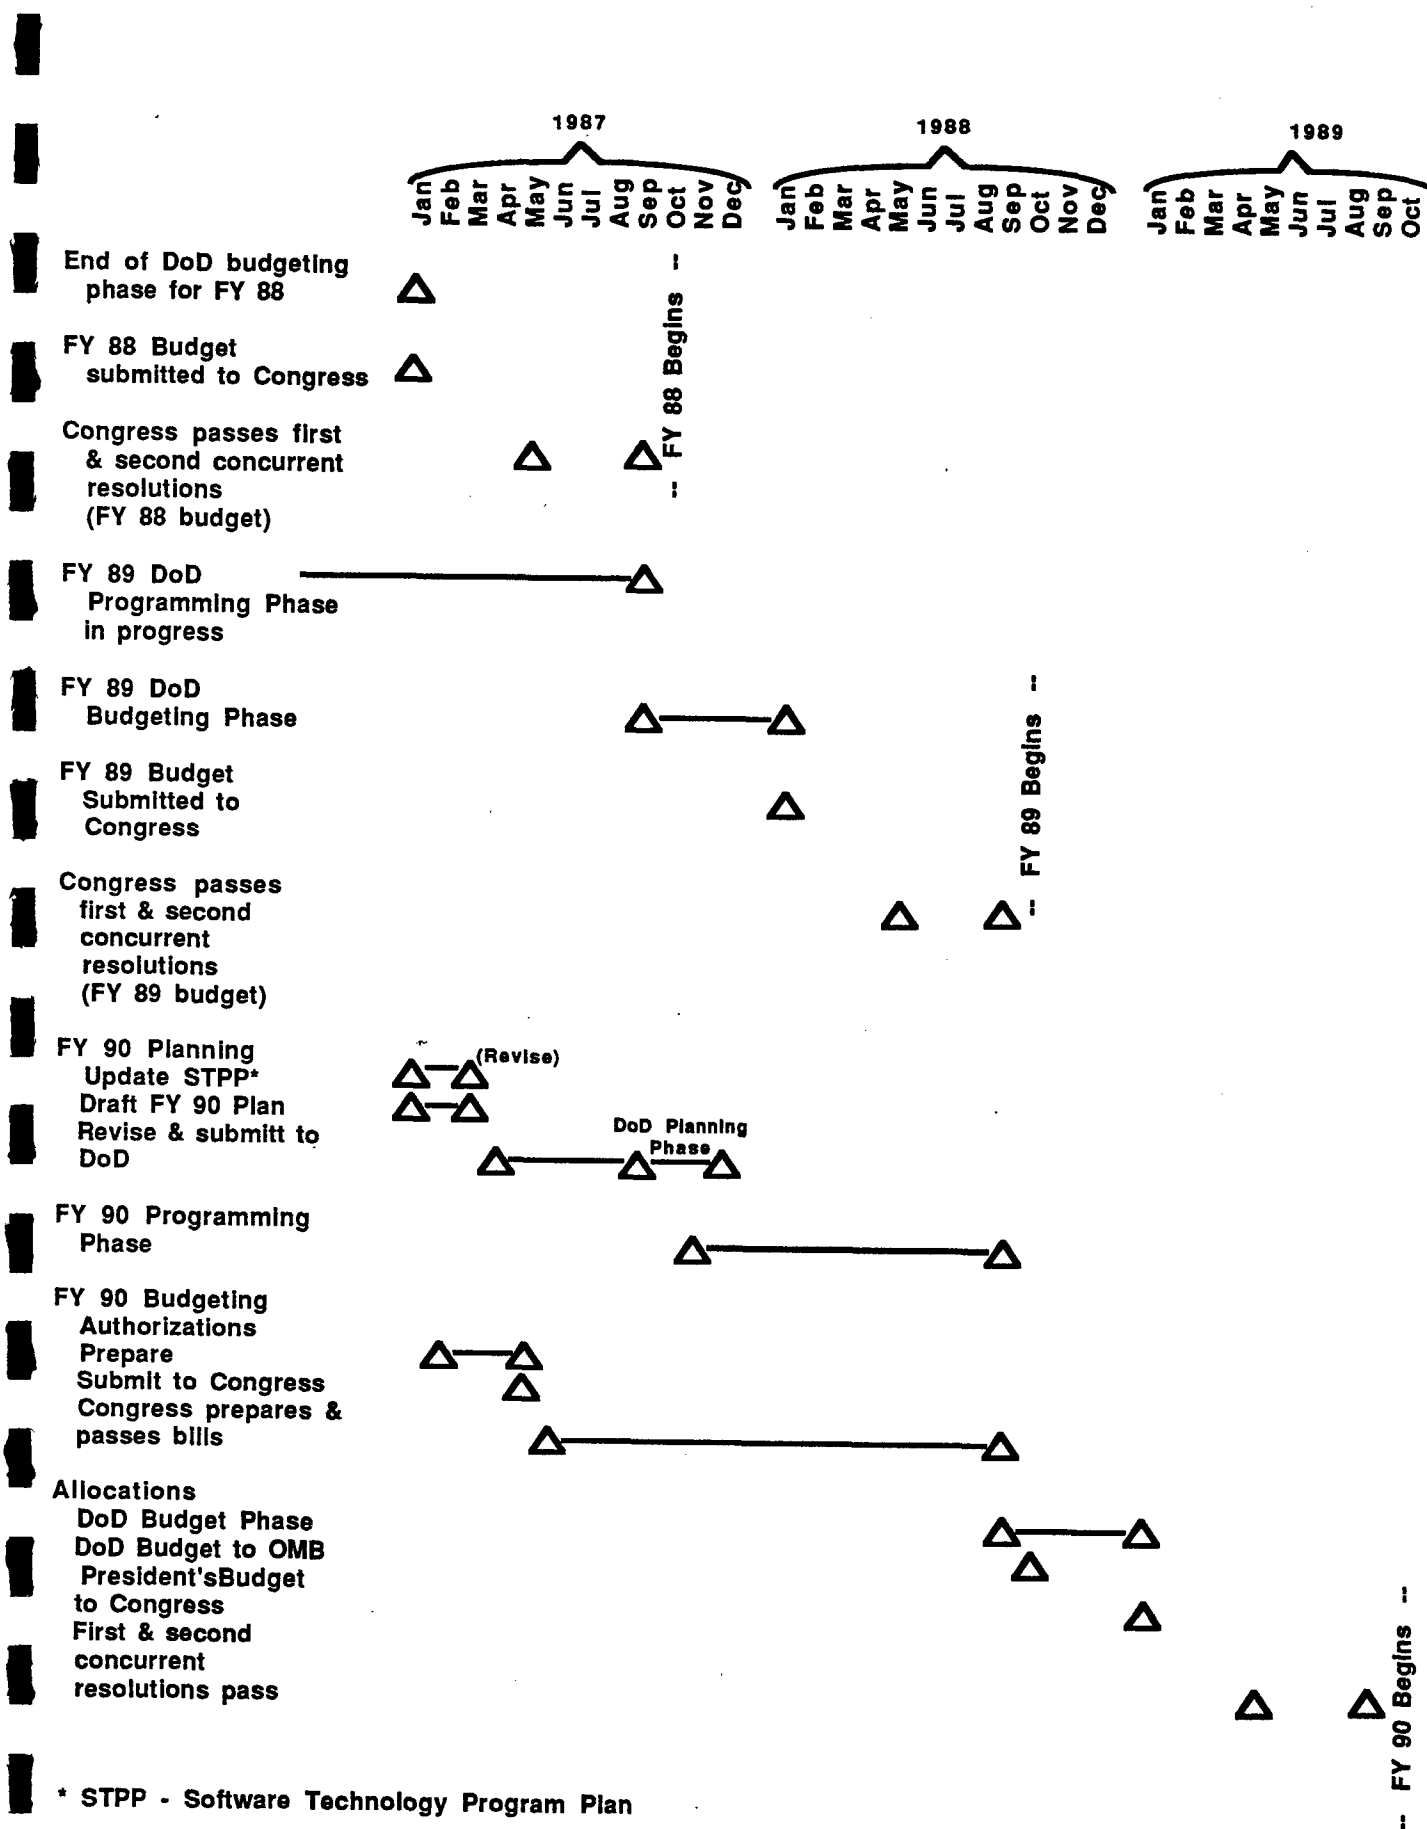 1987
1988
1989
Jan Feb Mar Apr May Jun Jul Aug Sep Oct Nov Dec
Jan Feb Mar Apr May Jun Jul Aug Sep Oct Nov Dec
Jan Feb Mar Apr May Jun Jul Aug Sep Oct
End of DoD budgeting
phase for FY 88
FY 88 Budget
submitted to Congress
-- FY 88 Begins --
Congress passes first
& second concurrent
resolutions
(FY 88 budget)
FY 89 DoD
Programming Phase
in progress
FY 89 DoD
Budgeting Phase
FY 89 Budget
Submitted to
Congress
-- FY 89 Begins --
Congress passes
first & second
concurrent
resolutions
(FY 89 budget)
FY 90 Planning
(Revise)
Update STPP*
Draft FY 90 Plan
Revise & submitt to
DoD
DoD Planning
Phase
FY 90 Programming
Phase
FY 90 Budgeting
Authorizations
Prepare
Submit to Congress
Congress prepares &
passes bills
Allocations
DoD Budget Phase
DoD Budget to OMB
President'sBudget
to Congress
First & second
concurrent
resolutions pass
-- FY 90 Begins --
* STPP - Software Technology Program Plan